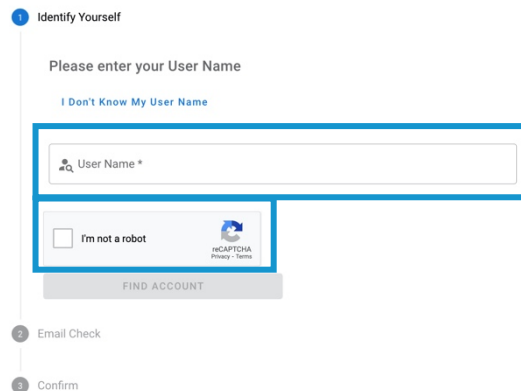 1 Identify Yourself
Please enter your User Name
I Don't Know My User Name
User Name *
I'm not a robot
reCAPTCHA
Privacy - Terms
FIND ACCOUNT
2 Email Check
3 Confirm